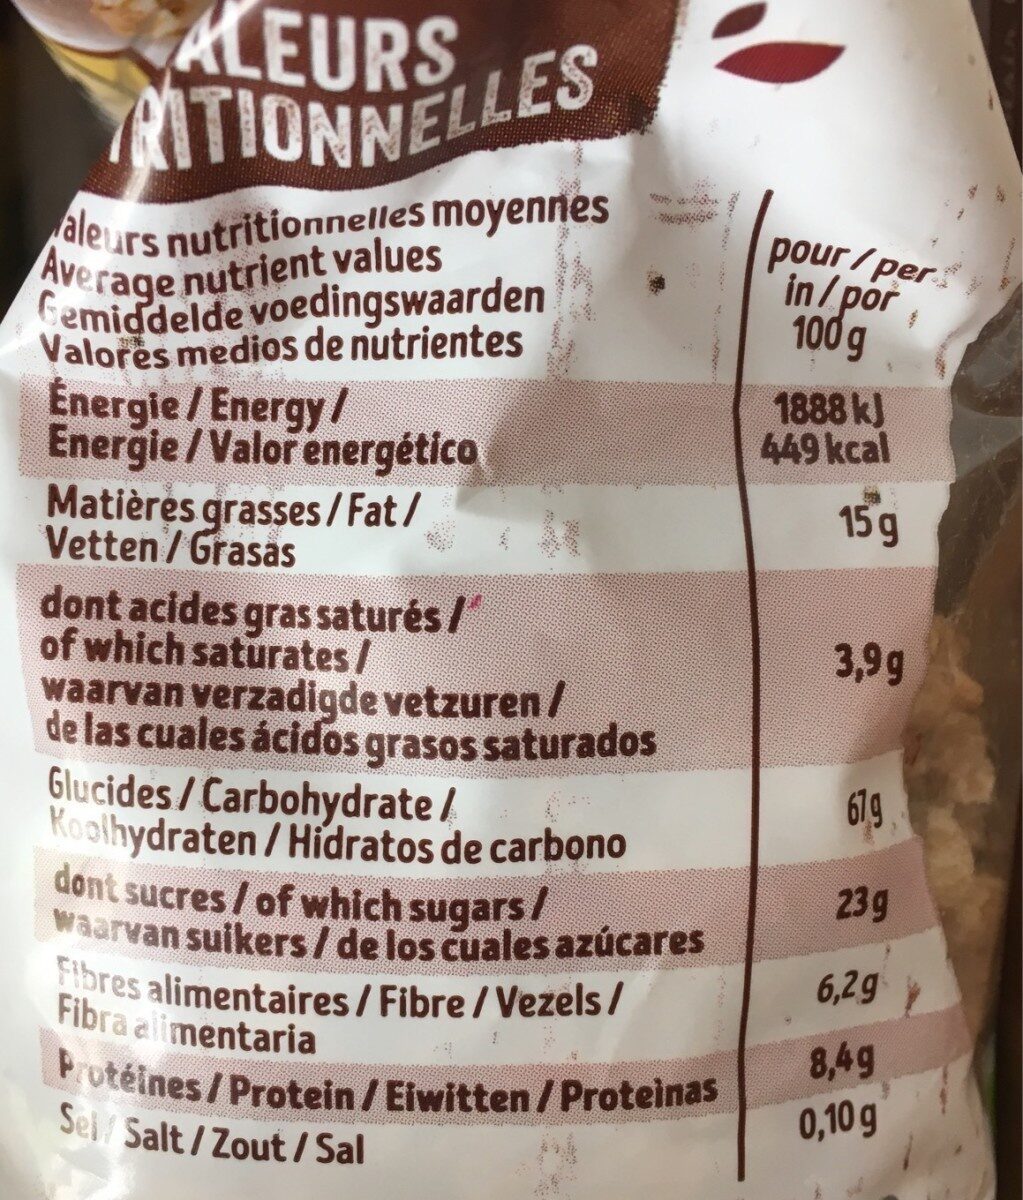 ALEURS
RITIONNELLES
aleurs nutritionnelles moyennes
Average nutrient values
Gemiddelde voedingswaarden
Valores medios de nutrientes
pour / per
in / por
100 g
Énergie / Energy /
Energie / Valor energético
1888 kJ
449 kcal
Matières grasses / Fat /
Vetten / Grasas
15 g
dont acides gras saturés /
of which saturates /
waarvan verzadigde vetzuren /
de las cuales ácidos grasos saturados
3,9 g
Glucides / Carbohydrate /
Koolhydraten / Hidratos de carbono
67 g
dont sucres / of which sugars /
waarvan suikers / de los cuales azúcares
23 g
Fibres alimentaires / Fibre / Vezels /
Fibra alimentaria
6,2 g
Protéines / Protein / Eiwitten / Proteìnas
8,4 g
Sel / Salt / Zout / Sal
0,10 g